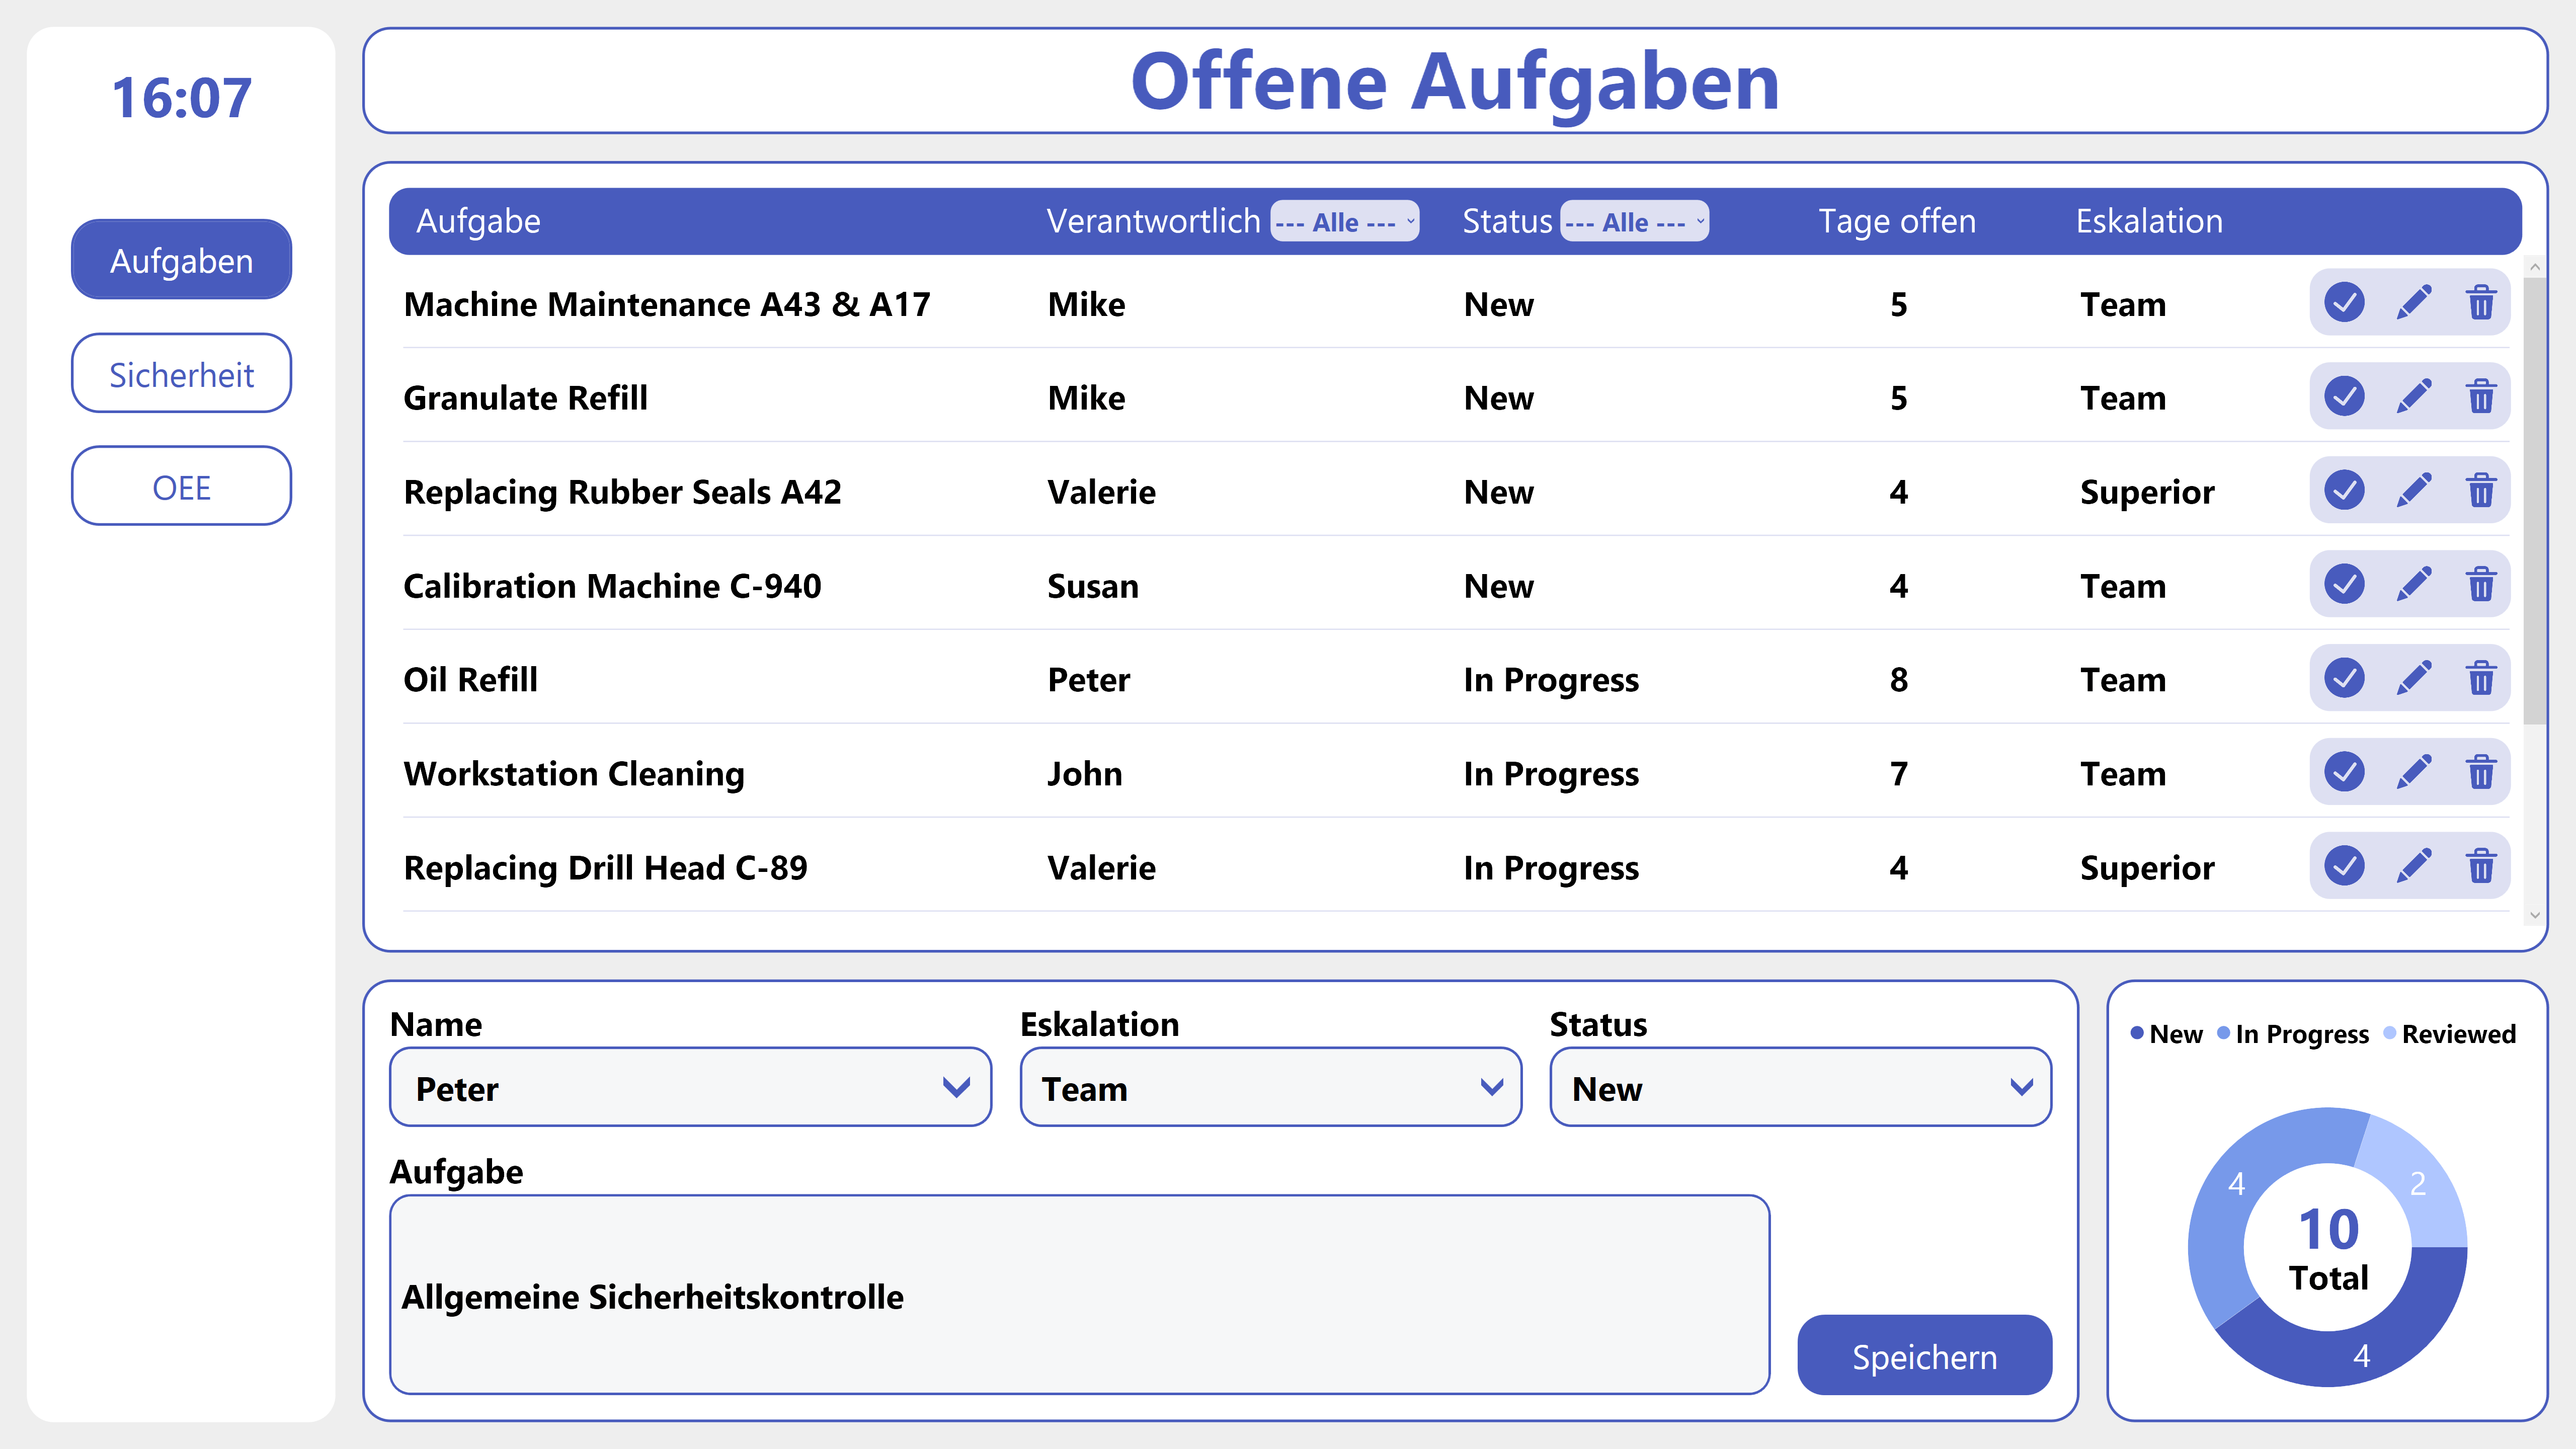 16:07
Aufgaben
Sicherheit
OEE
Offene Aufgaben
Aufgabe Verantwortlich --- Alle --- Status --- Alle --- Tage offen Eskalation
Machine Maintenance A43 & A17 Mike New 5 Team
Granulate Refill Mike New 5 Team
Replacing Rubber Seals A42 Valerie New 4 Superior
Calibration Machine C-940 Susan New 4 Team
Oil Refill Peter In Progress 8 Team
Workstation Cleaning John In Progress 7 Team
Replacing Drill Head C-89 Valerie In Progress 4 Superior
Name Eskalation Status
Peter Team New
Aufgabe
Allgemeine Sicherheitskontrolle
Speichern
New In Progress Reviewed
4 2
10
Total
4